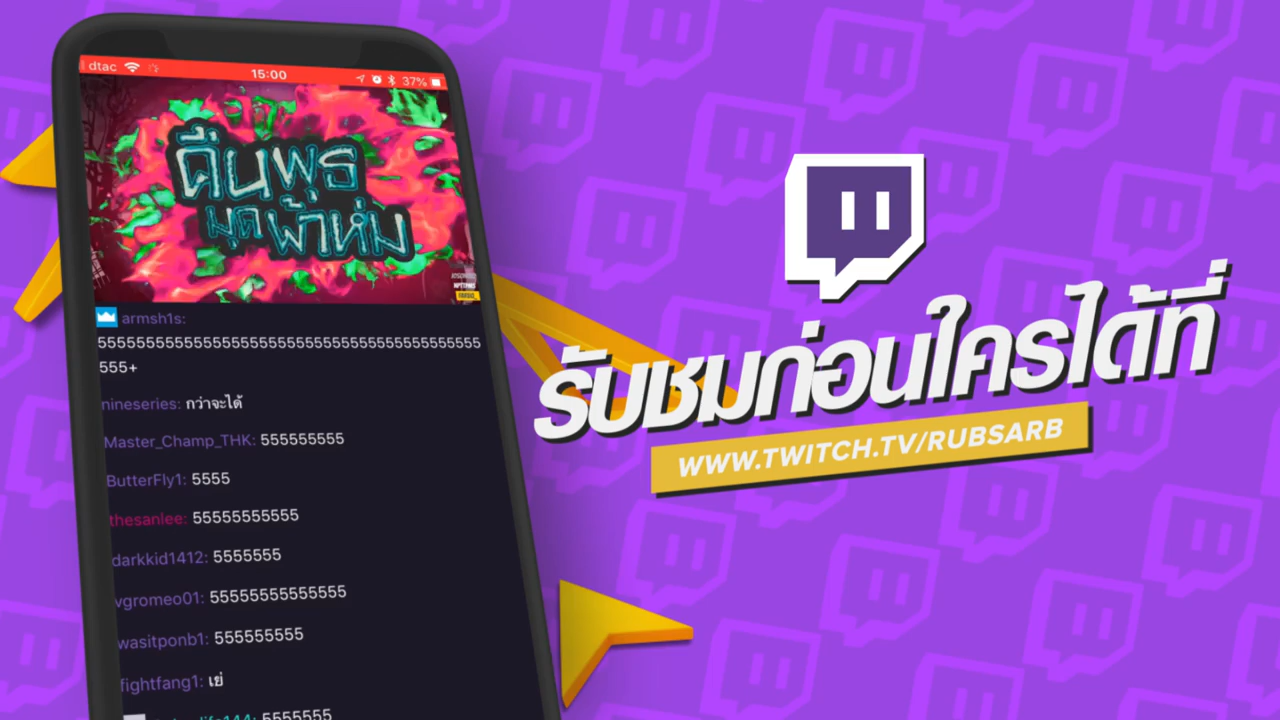 dtac
15:00
37%
คืนพุธ
มุดผ้าห่ม
armsh1s:
5555555555555555555555555555555555555555555555
555+
nineseries: กว่าจะได้
Master_Champ_THK: 555555555
ButterFly1: 5555
thesanlee: 55555555555
darkkid1412: 5555555
vgromeo01: 55555555555555
wasitponb1: 555555555
fightfang1: เย่
5555555
รับชมก่อนใครได้ที่
WWW.TWITCH.TV/RUBSARB